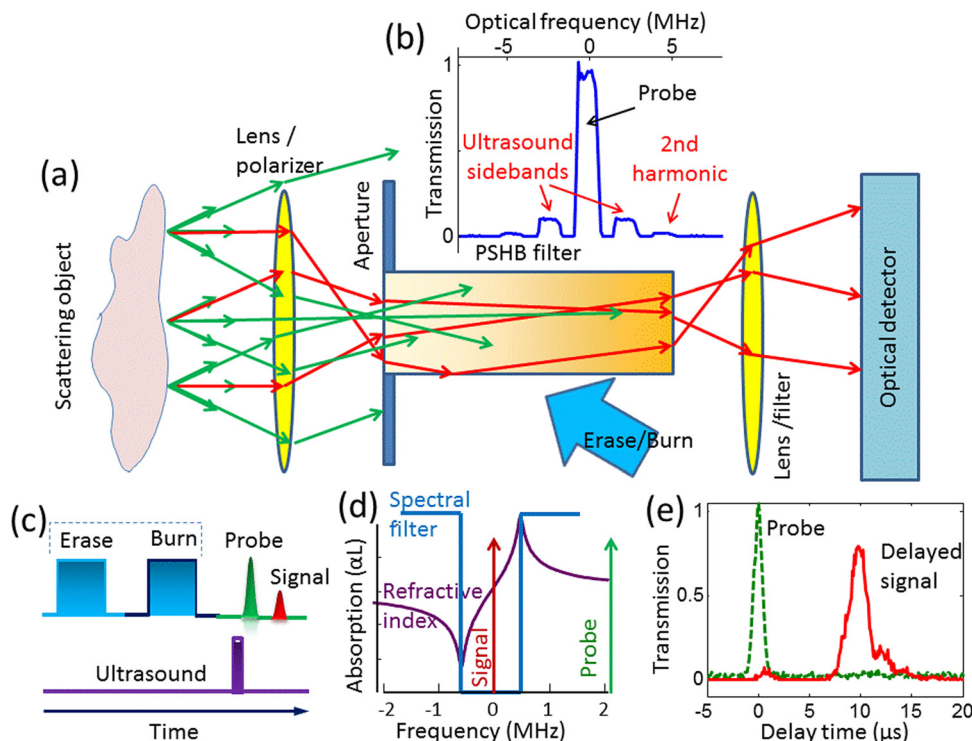 (b)
Optical frequency (MHz)
-5
0
5
1
0
Transmission
Probe
Ultrasound
sidebands
2nd
harmonic
PSHB filter
(a)
Scattering object
Lens /
polarizer
Aperture
Erase/Burn
Lens /filter
Optical detector
(c)
Erase
Burn
Probe
Signal
Ultrasound
Time
(d)
Spectral
filter
Refractive
index
Absorption (αL)
Signal
Probe
-2
-1
0
1
2
Frequency (MHz)
(e)
1
0.5
0
Transmission
Probe
Delayed
signal
-5
0
5
10
15
20
Delay time (μs)